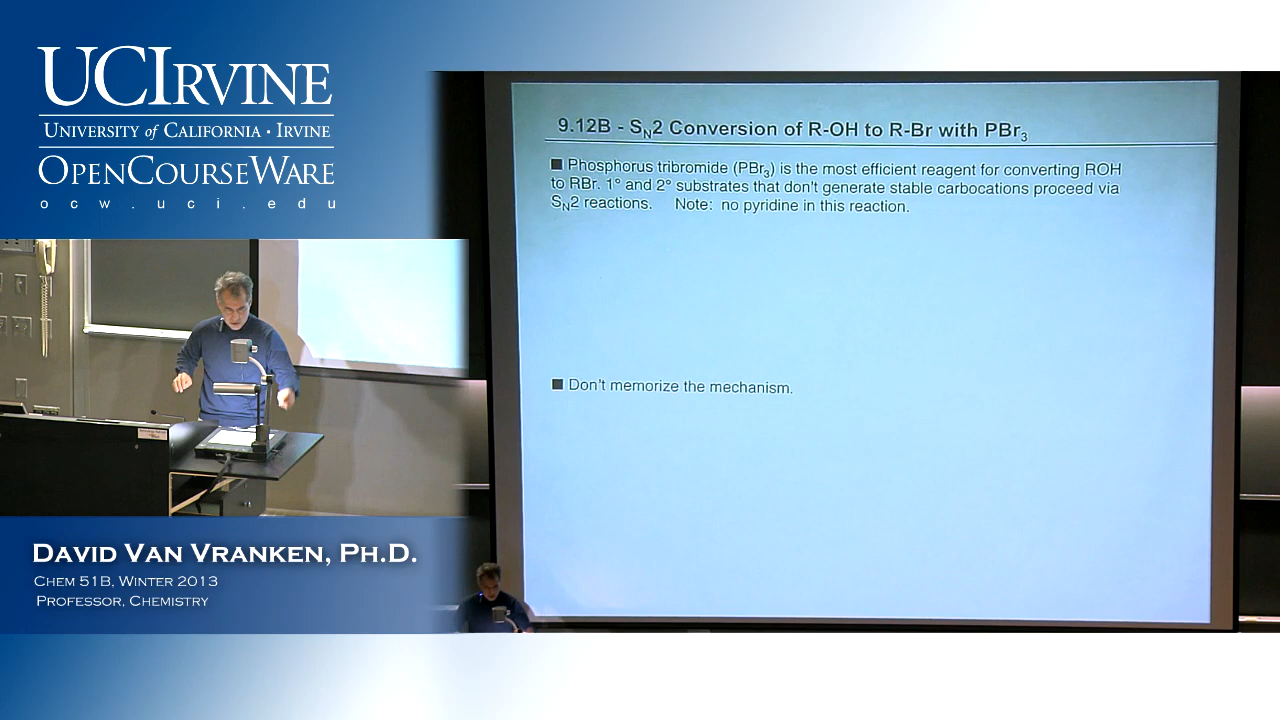 UCIRVINE
UNIVERSITY of CALIFORNIA · IRVINE
OPENCOURSEWARE
ocw.uci.edu
9.12B - SN2 Conversion of R-OH to R-Br with PBr3
■ Phosphorus tribromide (PBr3) is the most efficient reagent for converting ROH
to RBr. 1° and 2° substrates that don't generate stable carbocations proceed via
SN2 reactions. Note: no pyridine in this reaction.
■ Don't memorize the mechanism.
DAVID VAN VRANKEN, PH.D.
CHEM 51B, WINTER 2013
PROFESSOR, CHEMISTRY